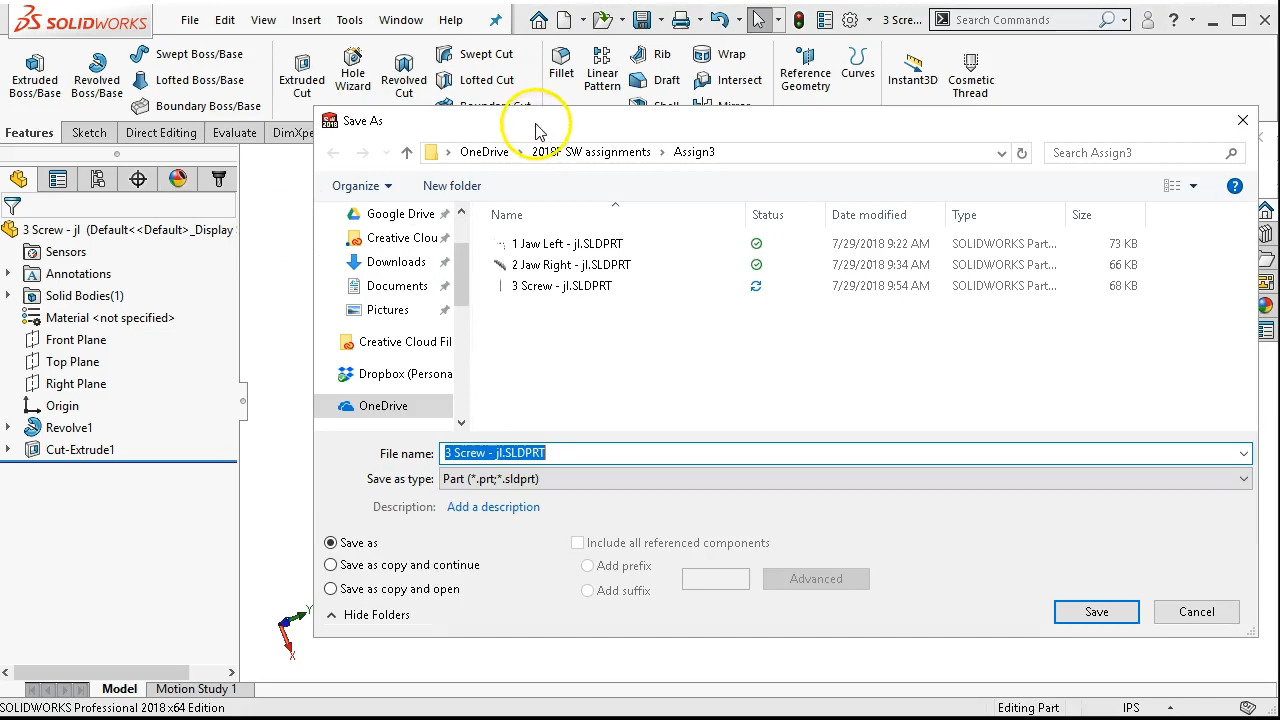 SOLIDWORKS File Edit View Insert Tools Window Help 3 Scre... Search Commands
Extruded Boss/Base
Revolved Boss/Base
Swept Boss/Base
Lofted Boss/Base
Boundary Boss/Base
Extruded Cut
Hole Wizard
Revolved Cut
Swept Cut
Lofted Cut
Boundary Cut
Fillet
Linear Pattern
Rib
Draft
Shell
Wrap
Intersect
Mirror
Reference Geometry
Curves
Instant3D
Cosmetic Thread
Features Sketch Direct Editing Evaluate DimXpe
3 Screw - jl (Default<<Default>_Display
Sensors
Annotations
Solid Bodies(1)
Material <not specified>
Front Plane
Top Plane
Right Plane
Origin
Revolve1
Cut-Extrude1
SW 2018 Save As
OneDrive › 2018F SW assignments › Assign3 Search Assign3
Organize New folder
Google Drive
Creative Clou
Downloads
Documents
Pictures
Creative Cloud Fil
Dropbox (Persona
OneDrive
Name Status Date modified Type Size
1 Jaw Left - jl.SLDPRT 7/29/2018 9:22 AM SOLIDWORKS Part... 73 KB
2 Jaw Right - jl.SLDPRT 7/29/2018 9:34 AM SOLIDWORKS Part... 66 KB
3 Screw - jl.SLDPRT 7/29/2018 9:54 AM SOLIDWORKS Part... 68 KB
File name: 3 Screw - jl.SLDPRT
Save as type: Part (*.prt;*.sldprt)
Description: Add a description
Save as
Save as copy and continue
Save as copy and open
Include all referenced components
Add prefix
Add suffix
Advanced
Hide Folders
Save Cancel
Y
X
Model Motion Study 1
SOLIDWORKS Professional 2018 x64 Edition Editing Part IPS